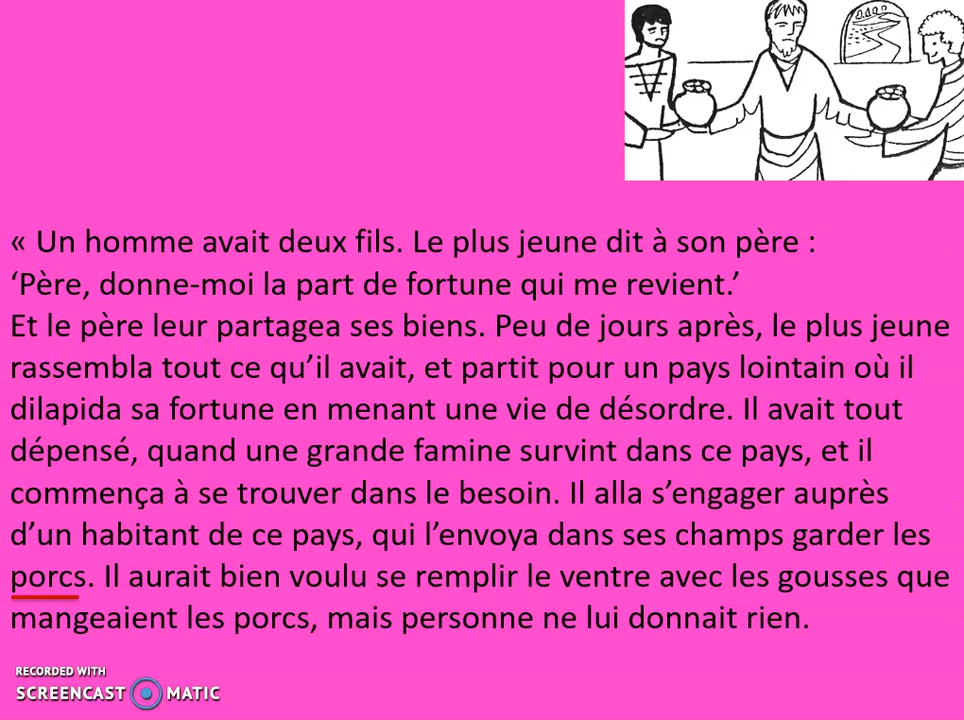 « Un homme avait deux fils. Le plus jeune dit à son père :
‘Père, donne-moi la part de fortune qui me revient.’
Et le père leur partagea ses biens. Peu de jours après, le plus jeune
rassembla tout ce qu’il avait, et partit pour un pays lointain où il
dilapida sa fortune en menant une vie de désordre. Il avait tout
dépensé, quand une grande famine survint dans ce pays, et il
commença à se trouver dans le besoin. Il alla s’engager auprès
d’un habitant de ce pays, qui l’envoya dans ses champs garder les
porcs. Il aurait bien voulu se remplir le ventre avec les gousses que
mangeaient les porcs, mais personne ne lui donnait rien.
RECORDED WITH
SCREENCAST MATIC